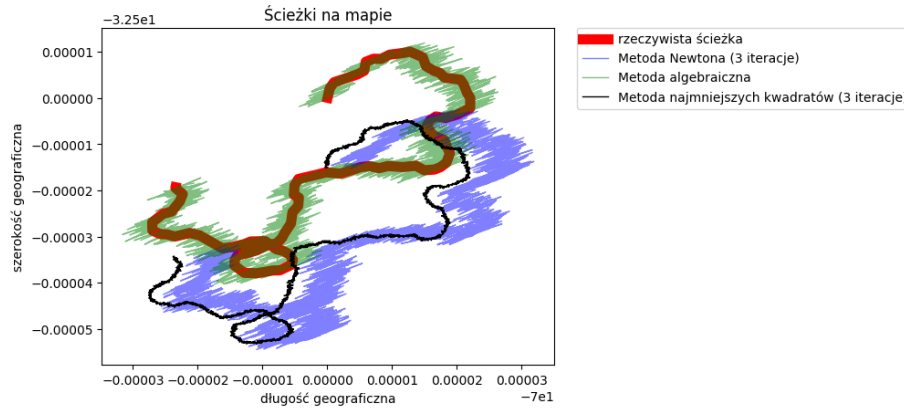 Ścieżki na mapie
−3.25e1
0.00001
0.00000
−0.00001
−0.00002
−0.00003
−0.00004
−0.00005
szerokość geograficzna
−0.00003 −0.00002 −0.00001 0.00000 0.00001 0.00002 0.00003
−7e1
długość geograficzna
rzeczywista ścieżka
Metoda Newtona (3 iteracje)
Metoda algebraiczna
Metoda najmniejszych kwadratów (3 iteracje)